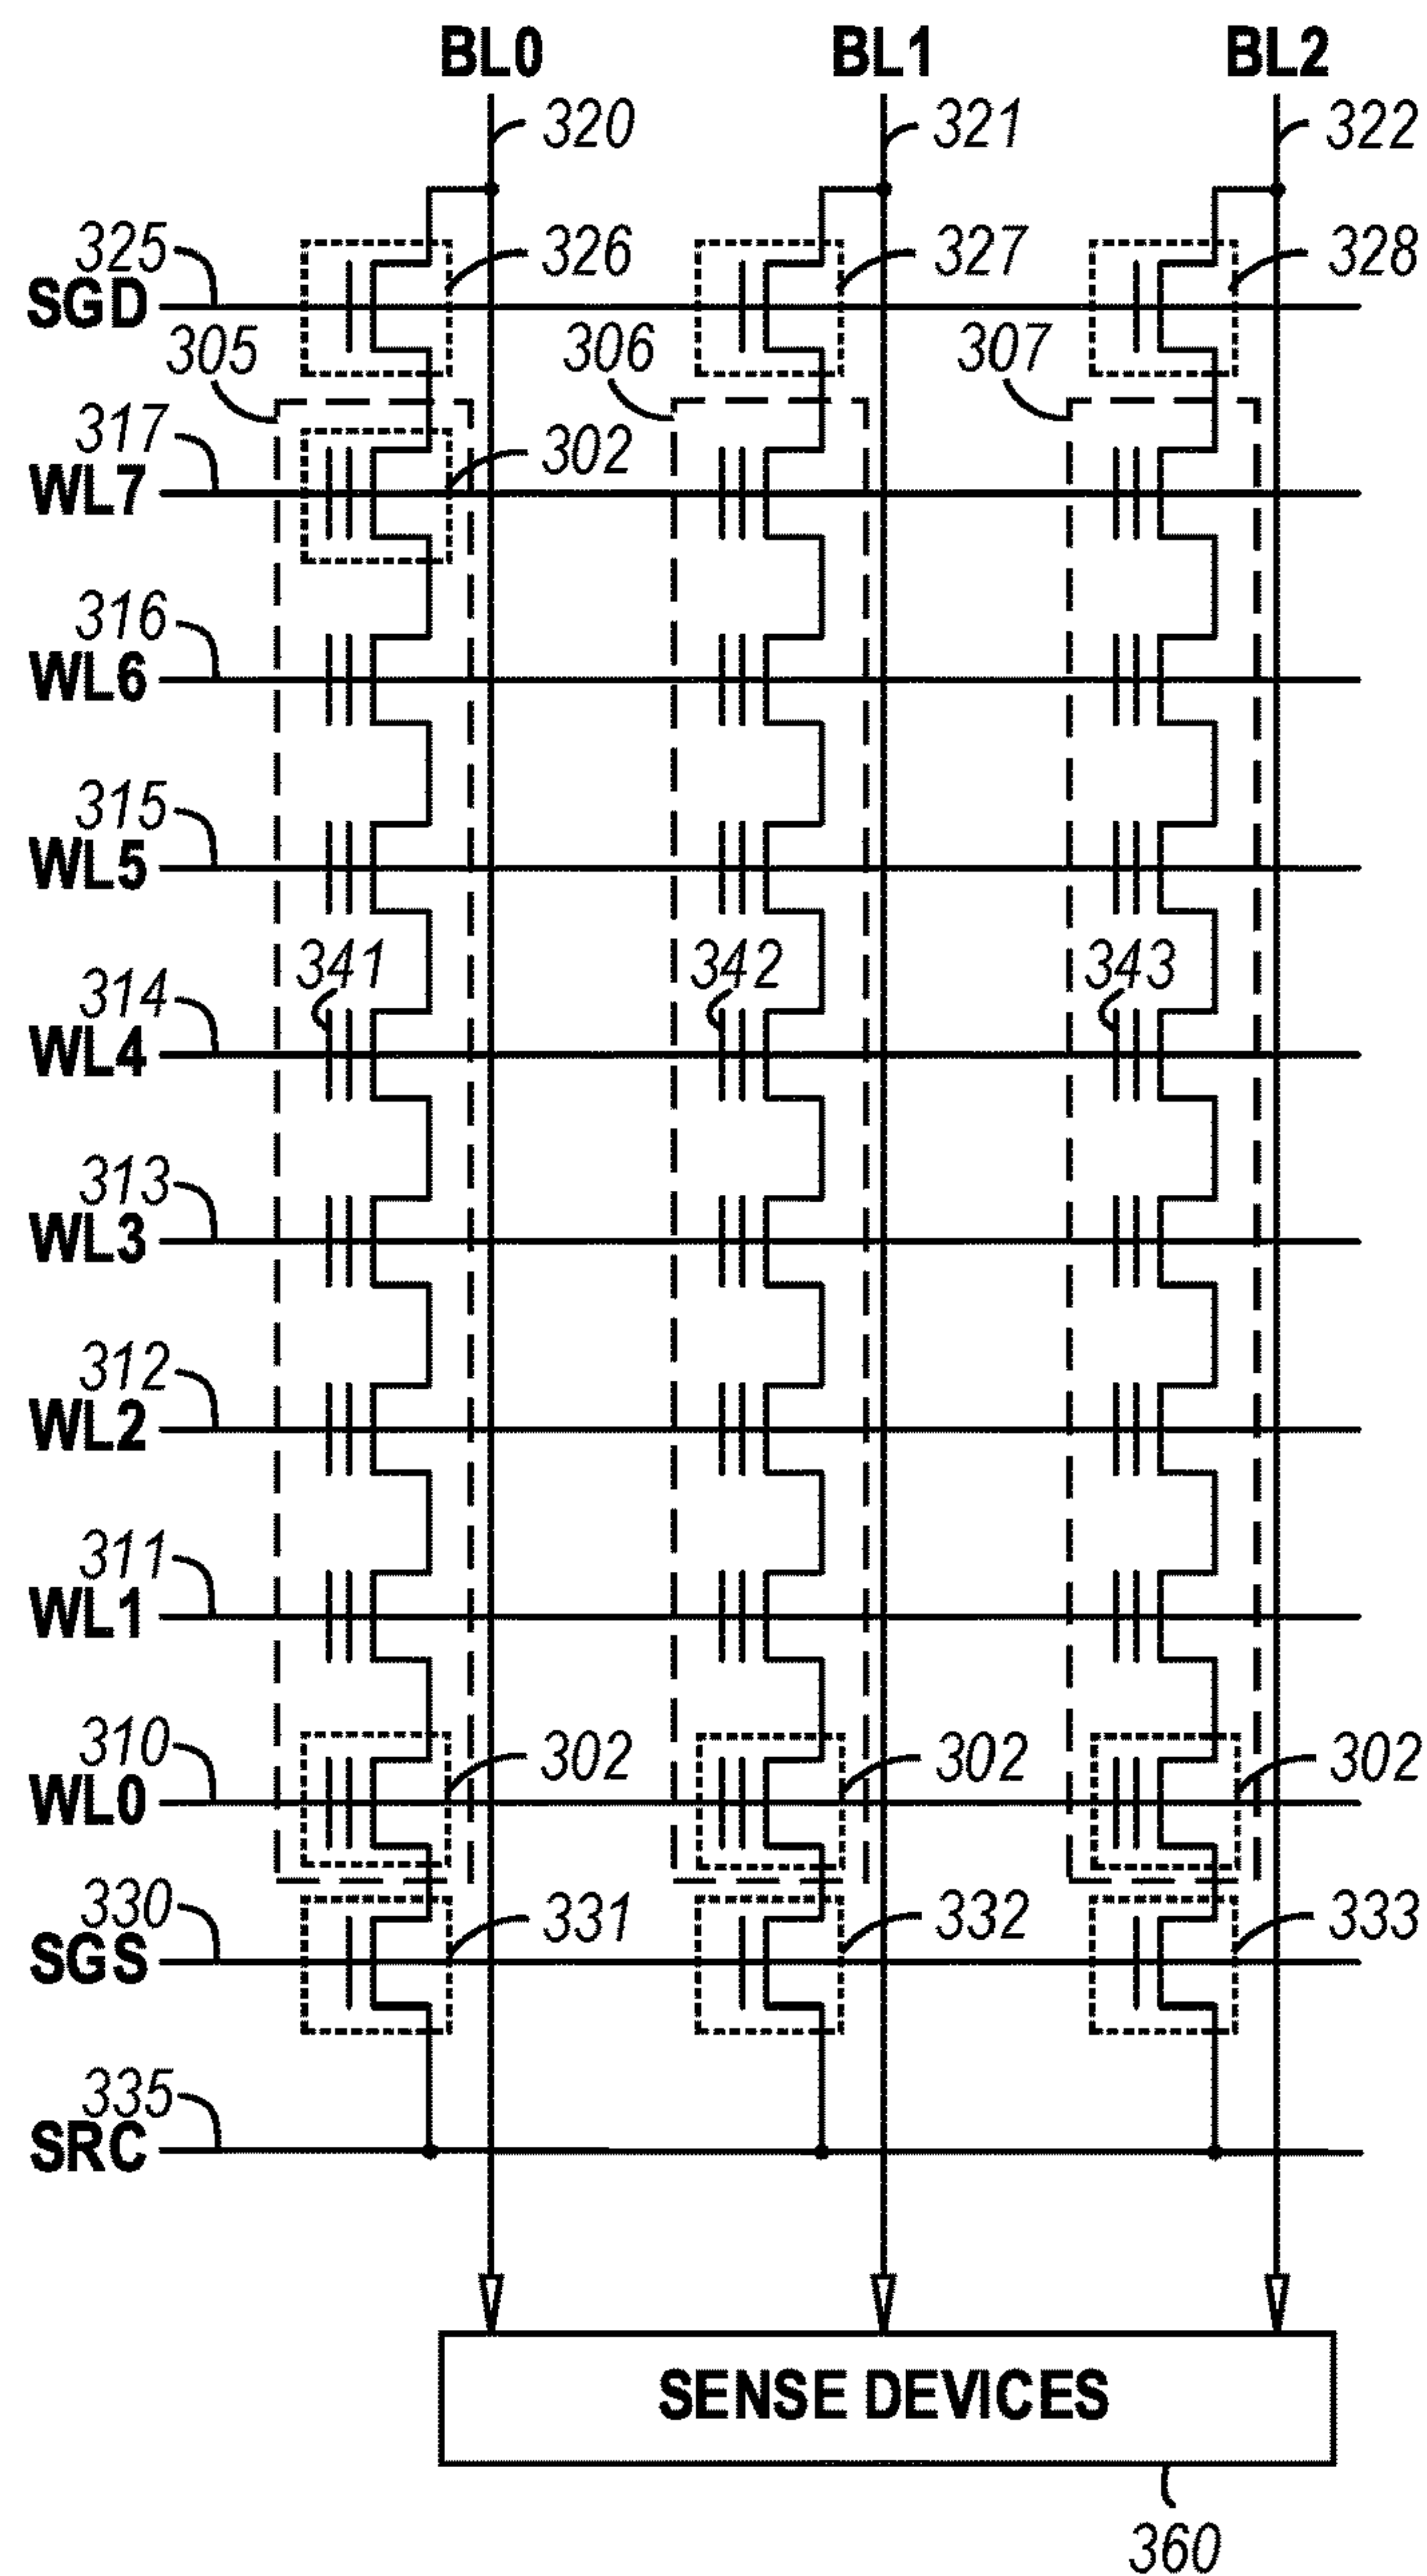 BL0 BL1 BL2
320 321 322
325 326 327 328
SGD
305 306 307
317 302
WL7
316
WL6
315
WL5
341 342 343
314
WL4
313
WL3
312
WL2
311
WL1
310 302 302 302
WL0
330 331 332 333
SGS
335
SRC
SENSE DEVICES
360